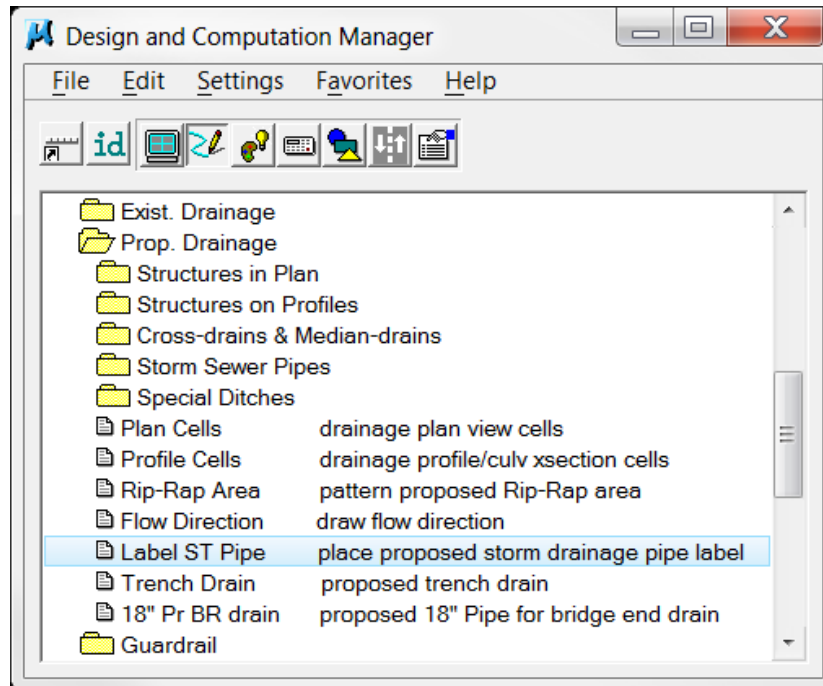 Design and Computation Manager
File Edit Settings Favorites Help
id
Exist. Drainage
Prop. Drainage
Structures in Plan
Structures on Profiles
Cross-drains & Median-drains
Storm Sewer Pipes
Special Ditches
Plan Cells drainage plan view cells
Profile Cells drainage profile/culv xsection cells
Rip-Rap Area pattern proposed Rip-Rap area
Flow Direction draw flow direction
Label ST Pipe place proposed storm drainage pipe label
Trench Drain proposed trench drain
18" Pr BR drain proposed 18" Pipe for bridge end drain
Guardrail